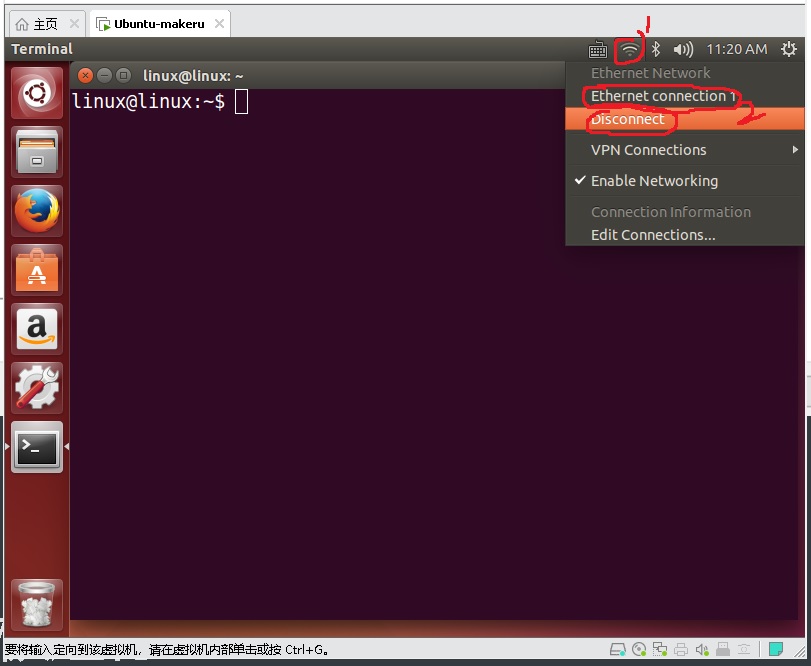 主页
Ubuntu-makeru
Terminal
11:20 AM
1
linux@linux: ~
linux@linux:~$
Ethernet Network
Ethernet connection 1
Disconnect
2
VPN Connections
Enable Networking
Connection Information
Edit Connections...
要将输入定向到该虚拟机，请在虚拟机内部单击或按 Ctrl+G。